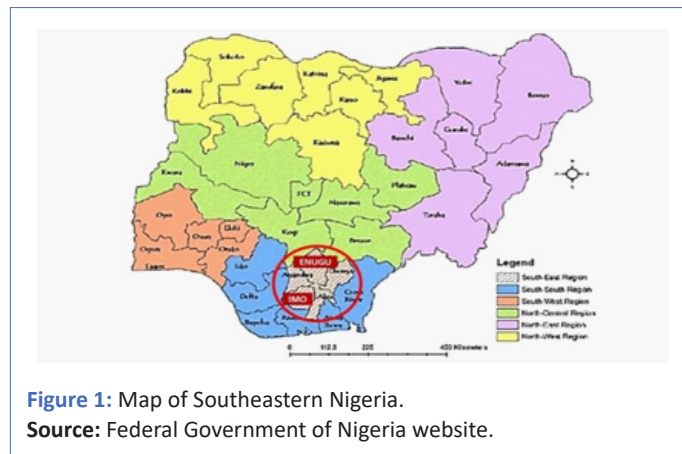 Sokoto
Katsina
Jigawa
Yobe
Borno
Kebbi
Zamfara
Kano
Kaduna
Bauchi
Gombe
Adamawa
Niger
Kwara
FCT
Plateau
Nasarawa
Taraba
Oyo
Ekiti
Osun
Ogun
Ondo
Lagos
Kogi
Benue
ENUGU
Anambra
Ebonyi
Edo
IMO
Abia
Cross
River
Delta
Bayelsa
Legend
South-East Region
South-South Region
South-West Region
North-Central Region
North-East Region
North-West Region
0 112.5 225 450 Kilometers
Figure 1: Map of Southeastern Nigeria.
Source: Federal Government of Nigeria website.